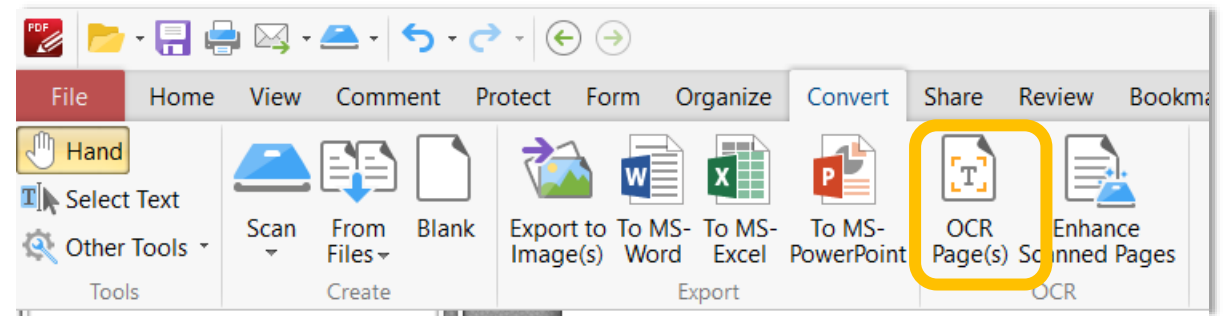 PDF
File Home View Comment Protect Form Organize Convert Share Review Bookma
Hand
Select Text
Other Tools
Tools
Scan
From
Files
Blank
Create
Export to
Image(s)
To MS-
Word
To MS-
Excel
To MS-
PowerPoint
Export
OCR
Page(s)
Enhance
Scanned Pages
OCR